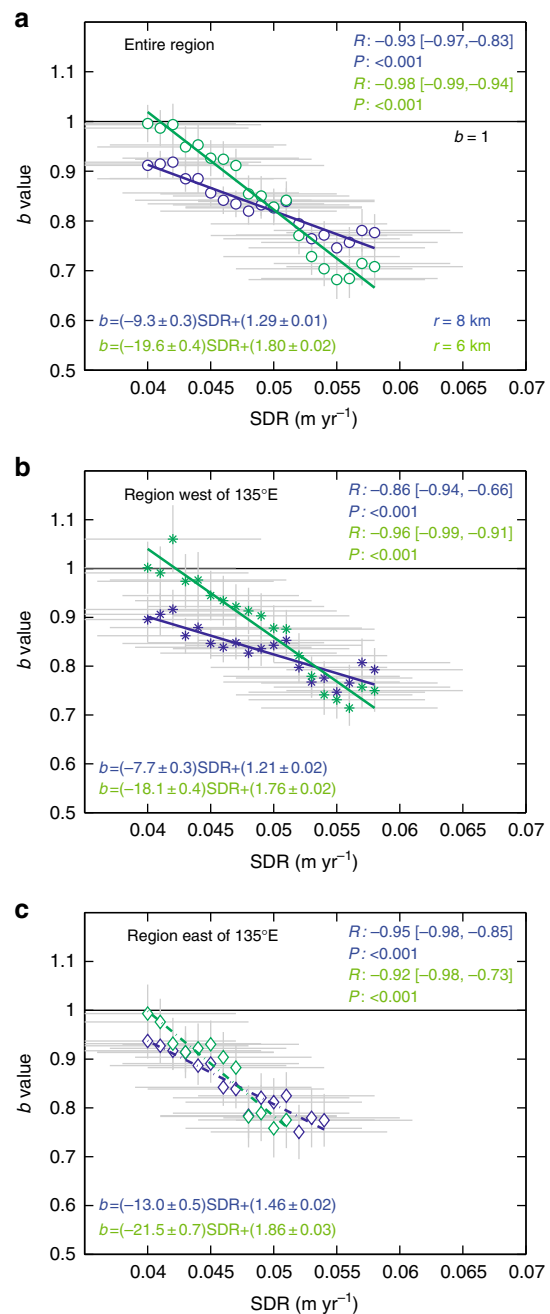 a
Entire region
R: –0.93 [–0.97,–0.83]
P: <0.001
R: –0.98 [–0.99,–0.94]
P: <0.001
b = 1
b value
1.1
1
0.9
0.8
0.7
0.6
0.5
b=(–9.3 ± 0.3)SDR+(1.29 ± 0.01)
r = 8 km
b=(–19.6 ± 0.4)SDR+(1.80 ± 0.02)
r = 6 km
0.04 0.045 0.05 0.055 0.06 0.065 0.07
SDR (m yr⁻¹)
b
Region west of 135°E
R: –0.86 [–0.94, –0.66]
P: <0.001
R: –0.96 [–0.99, –0.91]
P: <0.001
b value
1.1
1
0.9
0.8
0.7
0.6
0.5
b=(–7.7 ± 0.3)SDR+(1.21 ± 0.02)
b=(–18.1 ± 0.4)SDR+(1.76 ± 0.02)
0.04 0.045 0.05 0.055 0.06 0.065 0.07
SDR (m yr⁻¹)
c
Region east of 135°E
R: –0.95 [–0.98, –0.85]
P: <0.001
R: –0.92 [–0.98, –0.73]
P: <0.001
b value
1.1
1
0.9
0.8
0.7
0.6
0.5
b=(–13.0 ± 0.5)SDR+(1.46 ± 0.02)
b=(–21.5 ± 0.7)SDR+(1.86 ± 0.03)
0.04 0.045 0.05 0.055 0.06 0.065 0.07
SDR (m yr⁻¹)